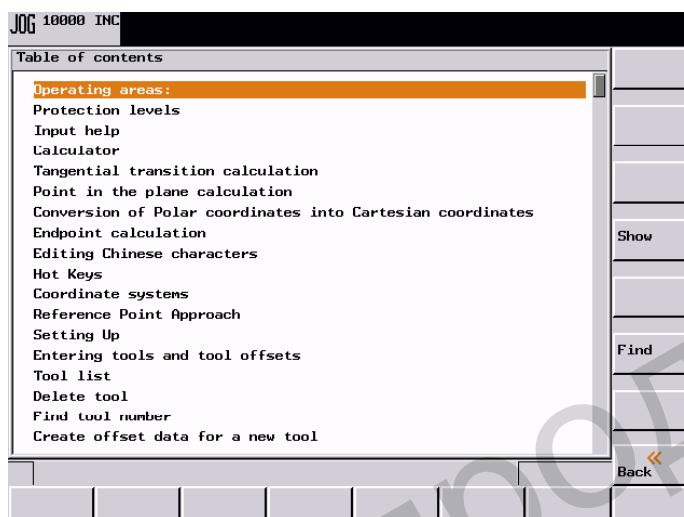 JOG 10000 INC
Table of contents
Operating areas:
Protection levels
Input help
Calculator
Tangential transition calculation
Point in the plane calculation
Conversion of Polar coordinates into Cartesian coordinates
Endpoint calculation
Editing Chinese characters
Hot Keys
Coordinate systems
Reference Point Approach
Setting Up
Entering tools and tool offsets
Tool list
Delete tool
Find tool number
Create offset data for a new tool
Show
Find
Back